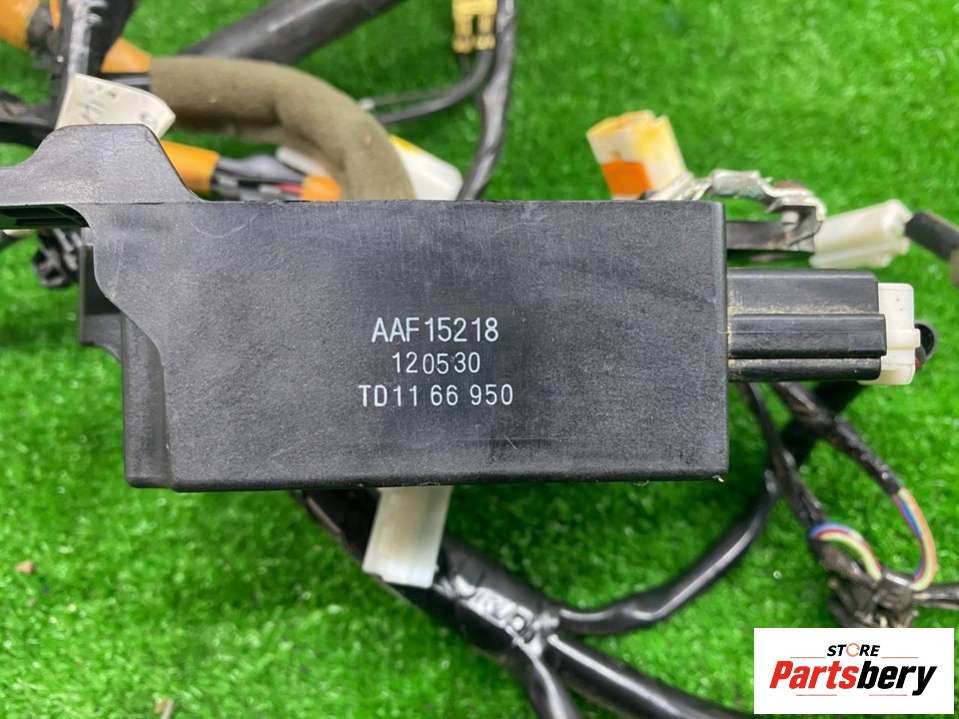 AAF15218
120530
TD11 66 950
STORE
Partsbery